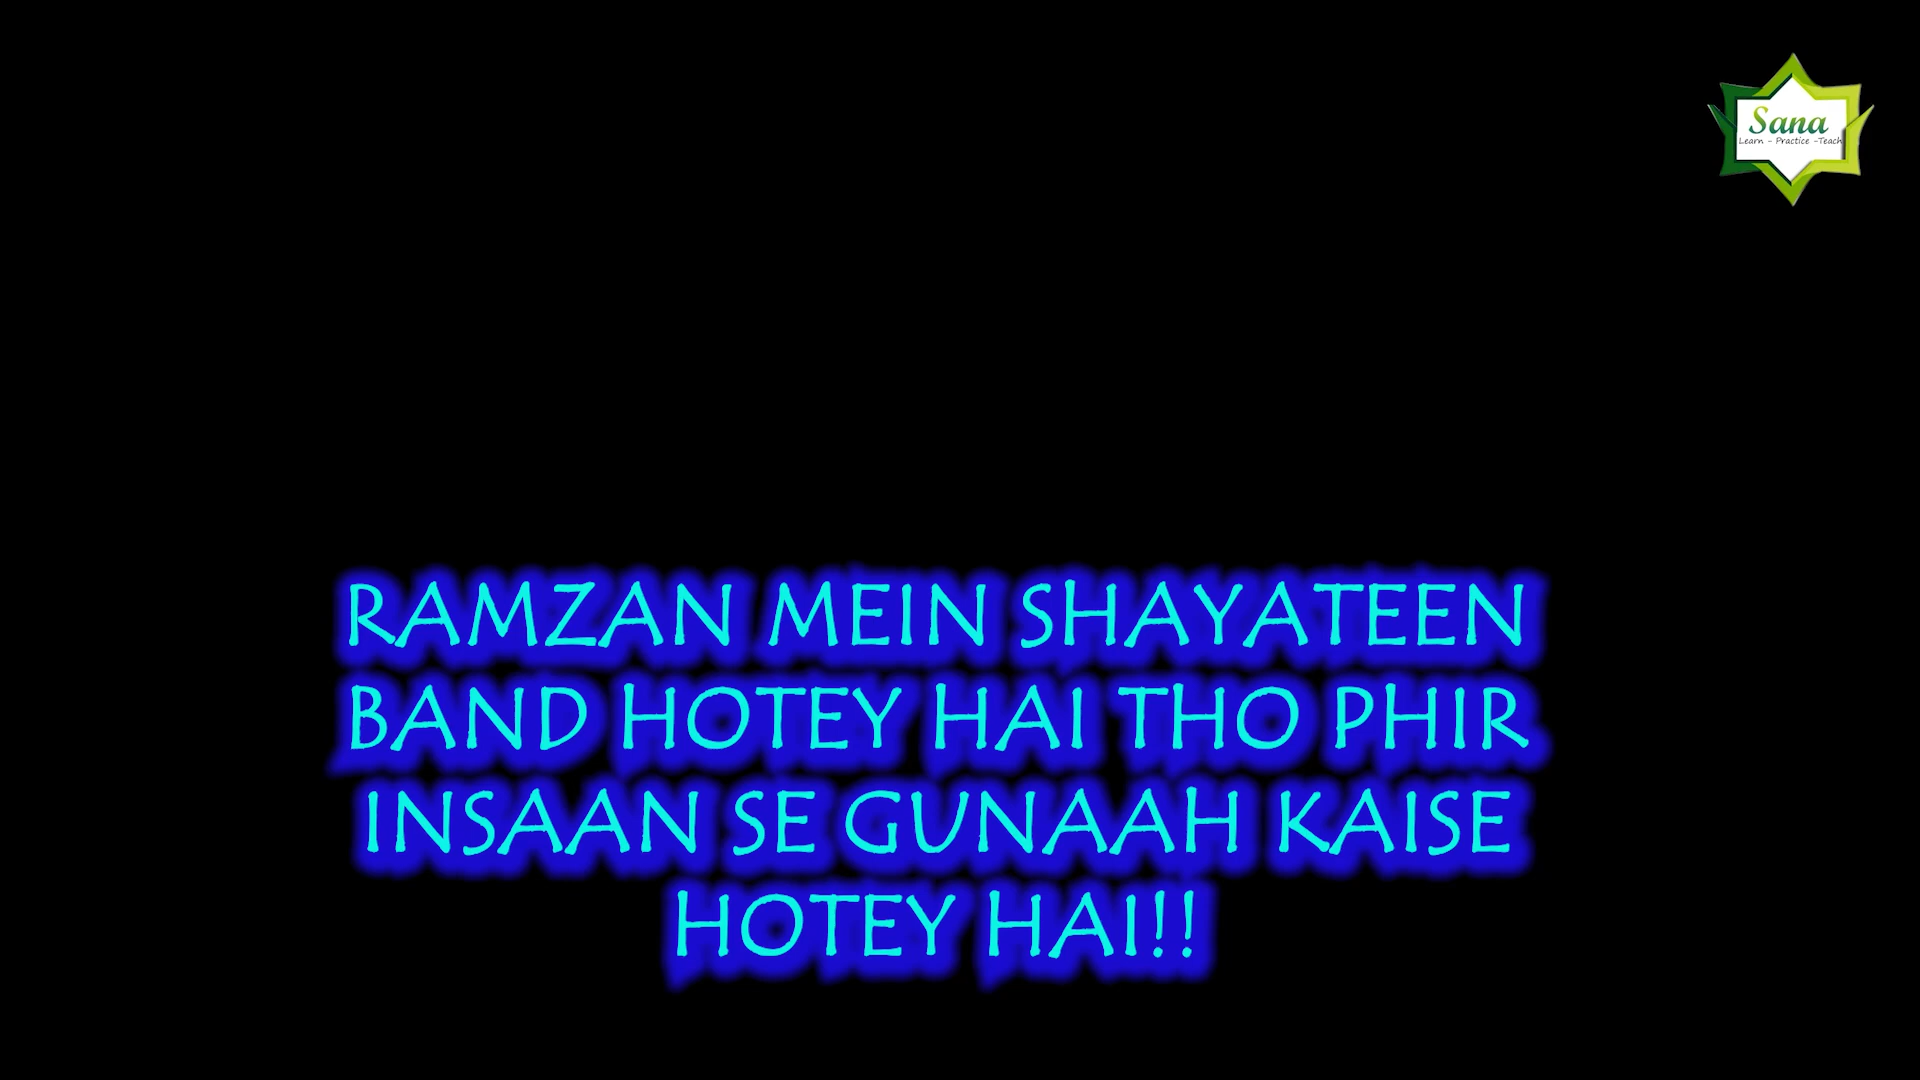 Sana
Learn - Practice -Teach
RAMZAN MEIN SHAYATEEN
BAND HOTEY HAI THO PHIR
INSAAN SE GUNAAH KAISE
HOTEY HAI!!